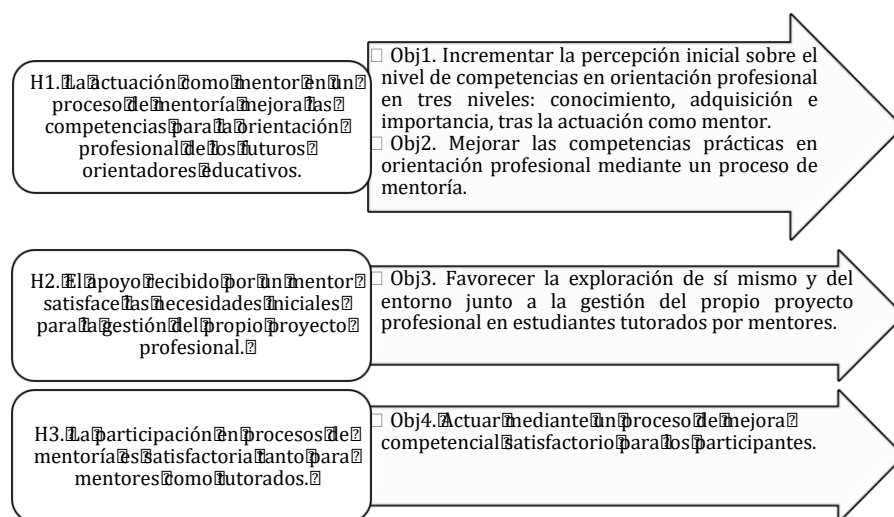 H1. La actuación como mentor en un
proceso de mentoría mejora las
competencias para la orientación
profesional de los futuros
orientadores educativos.
Obj1. Incrementar la percepción inicial sobre el
nivel de competencias en orientación profesional
en tres niveles: conocimiento, adquisición e
importancia, tras la actuación como mentor.
Obj2. Mejorar las competencias prácticas en
orientación profesional mediante un proceso de
mentoría.
H2. El apoyo recibido por un mentor
satisface las necesidades iniciales
para la gestión del propio proyecto
profesional.
Obj3. Favorecer la exploración de sí mismo y del
entorno junto a la gestión del propio proyecto
profesional en estudiantes tutorados por mentores.
H3. La participación en procesos de
mentoría es satisfactoria tanto para
mentores como tutorados.
Obj4. Actuar mediante un proceso de mejora
competencial satisfactorio para los participantes.